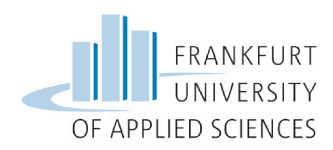 FRANKFURT
UNIVERSITY
OF APPLIED SCIENCES